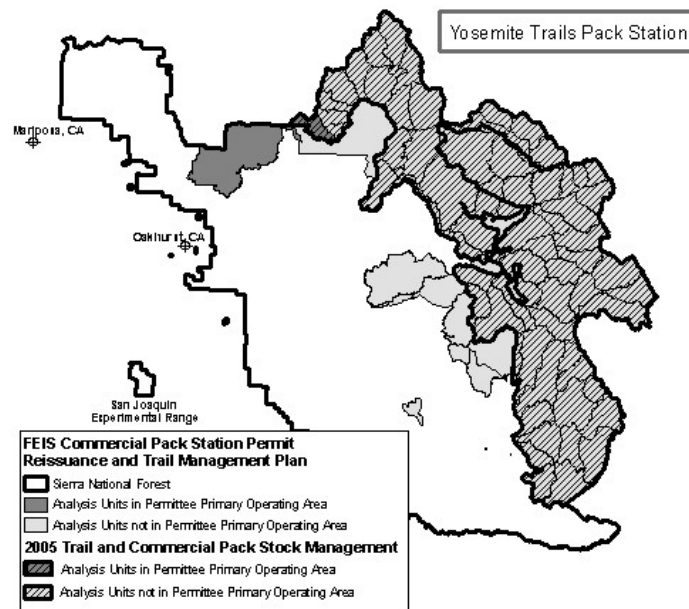 Yosemite Trails Pack Station
Mariposa, CA
Oakhurst, CA
San Joaquin
Experimental Range
FEIS Commercial Pack Station Permit
Reissuance and Trail Management Plan
Sierra National Forest
Analysis Units in Permittee Primary Operating Area
Analysis Units not in Permittee Primary Operating Area
2005 Trail and Commercial Pack Stock Management
Analysis Units in Permittee Primary Operating Area
Analysis Units not in Permittee Primary Operating Area